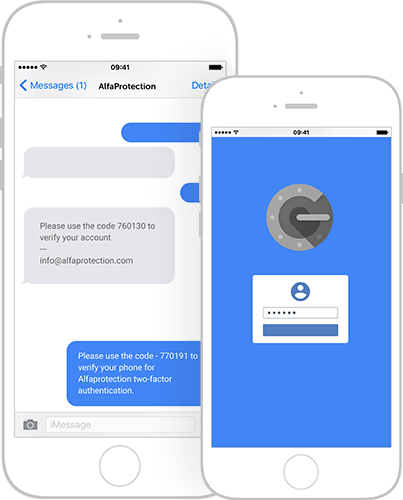 09:41
Messages (1)
AlfaProtection
Detai
Please use the code 760130 to
verify your account.
—
info@alfaprotection.com
Please use the code - 770191 to
verify your phone for
Alfaprotection two-factor
authentication.
iMessage
09:41